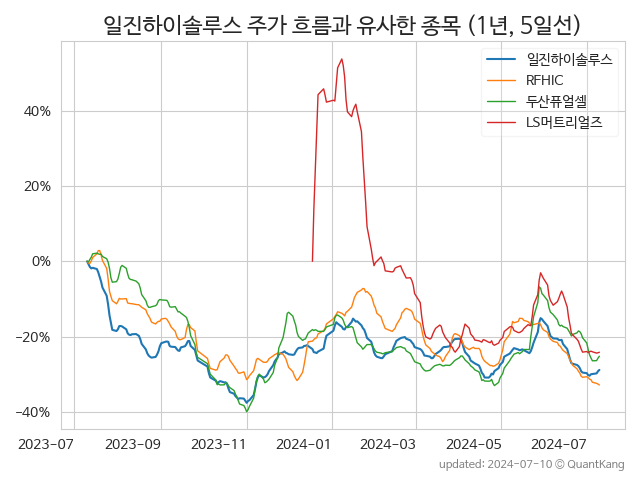 일진하이솔루스 주가 흐름과 유사한 종목 (1년, 5일선)
일진하이솔루스
RFHIC
두산퓨얼셀
LS머트리얼즈
40%
20%
0%
−20%
−40%
2023-07 2023-09 2023-11 2024-01 2024-03 2024-05 2024-07
updated: 2024-07-10 © QuantKang